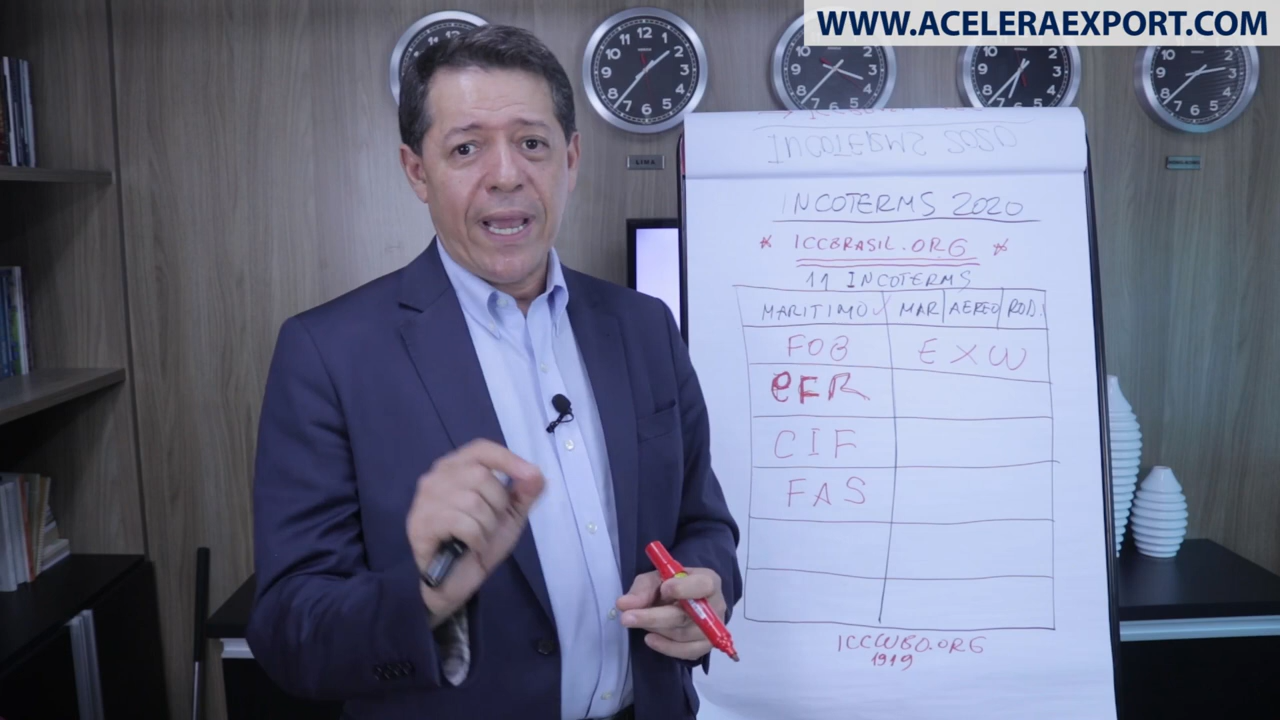 WWW.ACELERAEXPORT.COM
INCOTERMS 2020
INCOTERMS 2020
* ICCBRASIL.ORG *
11 INCOTERMS
MARITIMO MAR AEREO ROD.
FOB EXW
CFR
CIF
FAS
ICCWBO.ORG
1919
LIMA